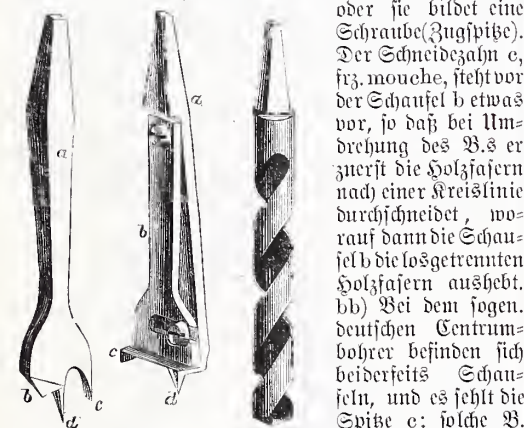 oder ſie bildet eine
Schraube(Zugſpitze).
Der Schneidezahn c,
frz. mouche, ſteht vor
der Schaufel b etwas
vor, ſo daß bei Um=
drehung des B.s er
zuerſt die Holzfaſern
nach einer Kreislinie
durchſchneidet, wo=
rauf dann die Schau=
fel b die losgetrennten
Holzfaſern aushebt.
bb) Bei dem ſogen.
deutſchen Centrum=
bohrer befinden ſich
beiderſeits Schau=
feln, und es fehlt die
Spitze c; ſolche B.
a
b
d
c
a
b
c
d